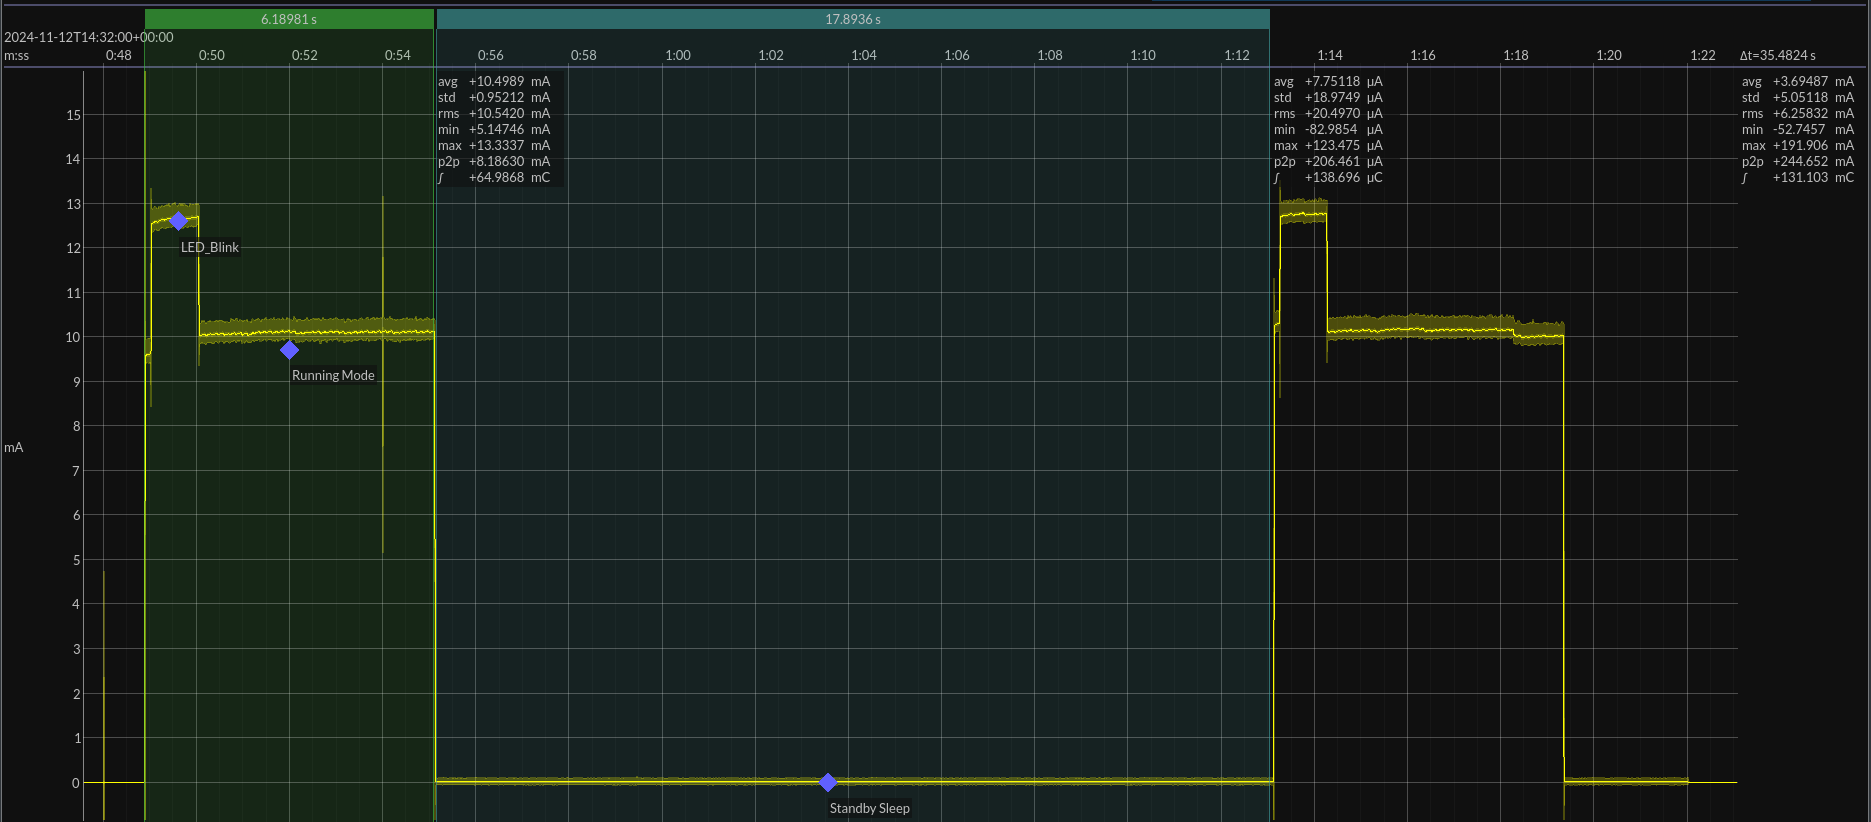 6.18981 s
17.8936 s
2024-11-12T14:32:00+00:00
m:ss 0:48 0:50 0:52 0:54 0:56 0:58 1:00 1:02 1:04 1:06 1:08 1:10 1:12 1:14 1:16 1:18 1:20 1:22 Δt=35.4824 s
avg +10.4989 mA
std +0.95212 mA
rms +10.5420 mA
min +5.14746 mA
max +13.3337 mA
p2p +8.18630 mA
∫ +64.9868 mC
avg +7.75118 µA
std +18.9749 µA
rms +20.4970 µA
min -82.9854 µA
max +123.475 µA
p2p +206.461 µA
∫ +138.696 µC
avg +3.69487 mA
std +5.05118 mA
rms +6.25832 mA
min -52.7457 mA
max +191.906 mA
p2p +244.652 mA
∫ +131.103 mC
15
14
13
12
11
10
9
8
7
6
5
4
3
2
1
0
mA
LED_Blink
Running Mode
Standby Sleep